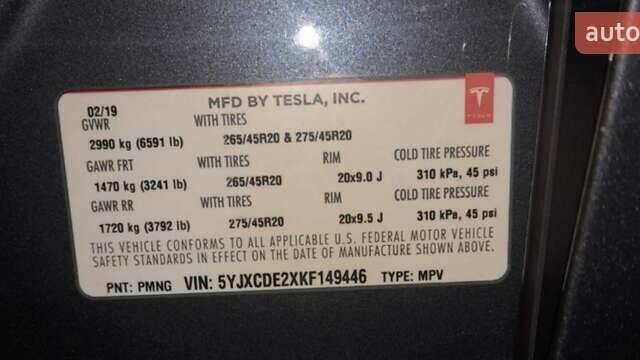 auto
02/19
MFD BY TESLA, INC.
TESLA
GVWR WITH TIRES
2990 kg (6591 lb) 265/45R20 & 275/45R20
GAWR FRT WITH TIRES RIM COLD TIRE PRESSURE
1470 kg (3241 lb) 265/45R20 20x9.0 J 310 kPa, 45 psi
GAWR RR WITH TIRES RIM COLD TIRE PRESSURE
1720 kg (3792 lb) 275/45R20 20x9.5 J 310 kPa, 45 psi
THIS VEHICLE CONFORMS TO ALL APPLICABLE U.S. FEDERAL MOTOR VEHICLE
SAFETY STANDARDS IN EFFECT ON THE DATE OF MANUFACTURE SHOWN ABOVE.
PNT: PMNG VIN: 5YJXCDE2XKF149446 TYPE: MPV